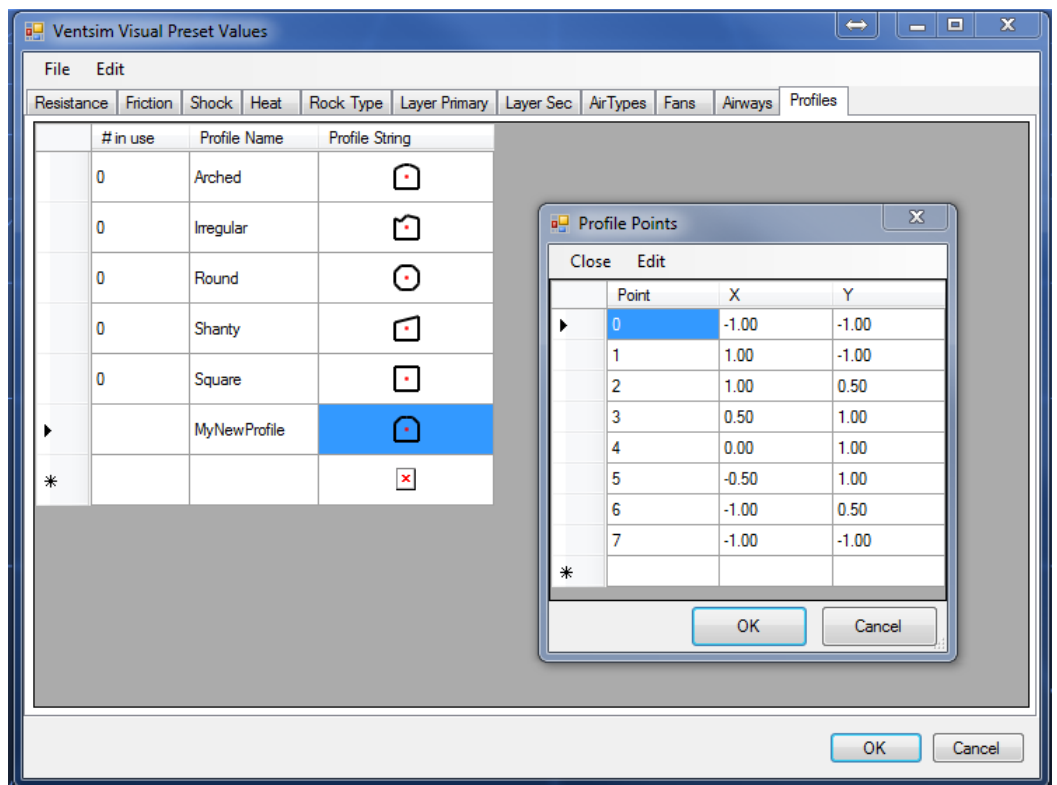 Ventsim Visual Preset Values
File Edit
Resistance Friction Shock Heat Rock Type Layer Primary Layer Sec AirTypes Fans Airways Profiles
# in use Profile Name Profile String
0 Arched
0 Irregular
0 Round
0 Shanty
0 Square
MyNewProfile
Profile Points
Close Edit
Point X Y
0 -1.00 -1.00
1 1.00 -1.00
2 1.00 0.50
3 0.50 1.00
4 0.00 1.00
5 -0.50 1.00
6 -1.00 0.50
7 -1.00 -1.00
OK Cancel
OK Cancel